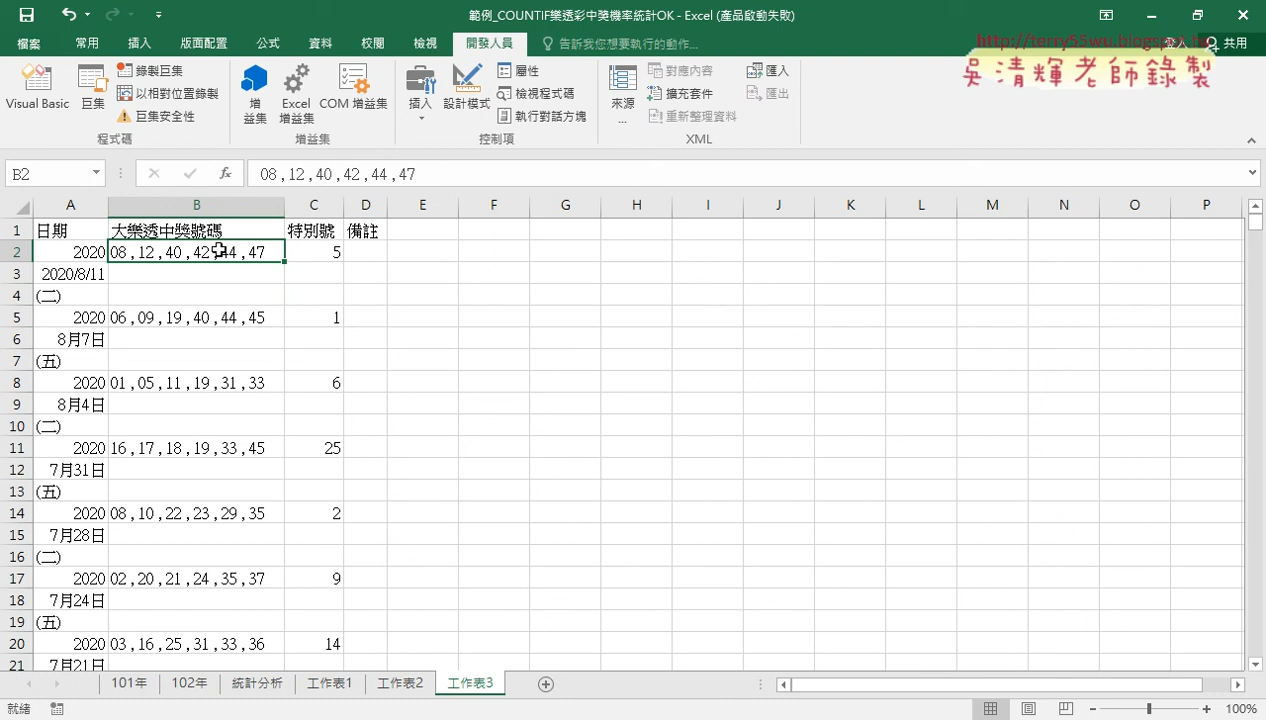 範例_COUNTIF樂透彩中獎機率統計OK - Excel (產品啟動失敗)
檔案 常用 插入 版面配置 公式 資料 校閱 檢視 開發人員 告訴我您想要執行的動作... 登入 共用
http://terry55wu.blogspot.tw
吳清輝老師錄製
Visual Basic 巨集 錄製巨集 以相對位置錄製 巨集安全性
增益集 Excel 增益集 COM 增益集
插入 設計模式 屬性 檢視程式碼 執行對話方塊
來源... 對應內容 擴充套件 重新整理資料 匯入 匯出
程式碼 增益集 控制項 XML
B2 fx 08 ,12 ,40 ,42 ,44 ,47
A B C D E F G H I J K L M N O P
1 日期 大樂透中獎號碼 特別號 備註
2 2020 08 ,12 ,40 ,42 ,44 ,47 5
3 2020/8/11
4 (二)
5 2020 06 ,09 ,19 ,40 ,44 ,45 1
6 8月7日
7 (五)
8 2020 01 ,05 ,11 ,19 ,31 ,33 6
9 8月4日
10 (二)
11 2020 16 ,17 ,18 ,19 ,33 ,45 25
12 7月31日
13 (五)
14 2020 08 ,10 ,22 ,23 ,29 ,35 2
15 7月28日
16 (二)
17 2020 02 ,20 ,21 ,24 ,35 ,37 9
18 7月24日
19 (五)
20 2020 03 ,16 ,25 ,31 ,33 ,36 14
21 7月21日
101年 102年 統計分析 工作表1 工作表2 工作表3
就緒 100%